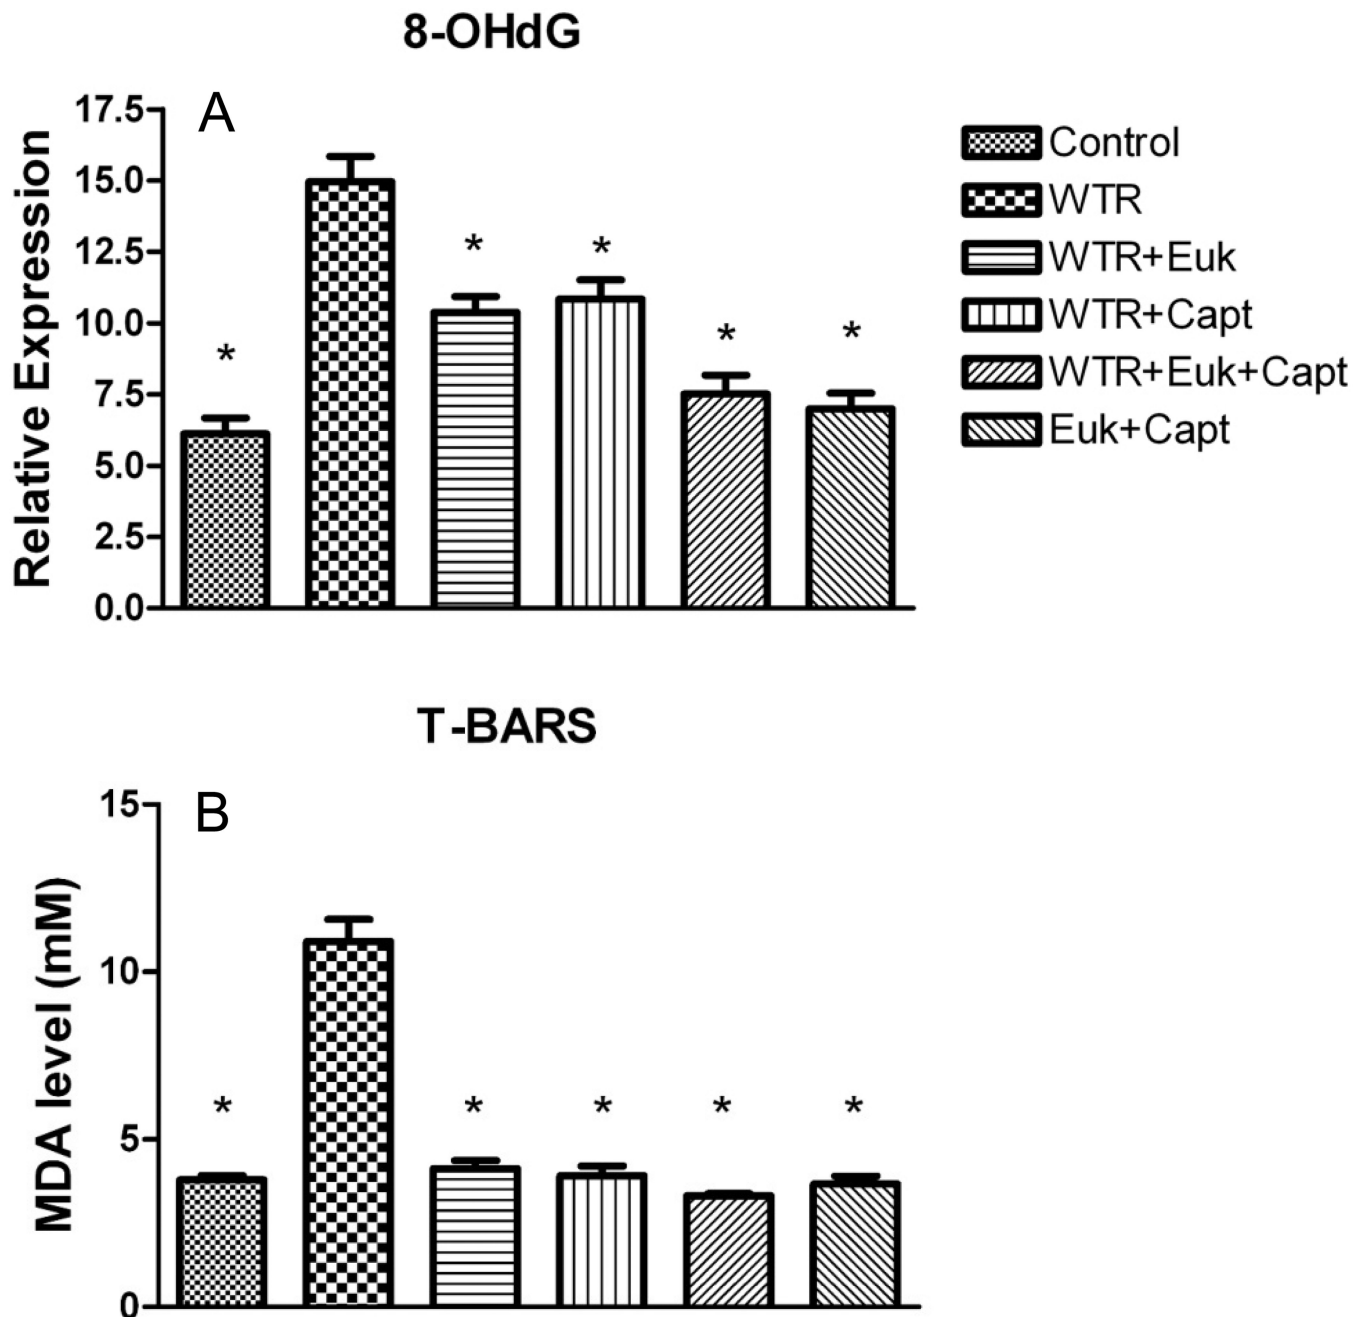 8-OHdG
A
17.5
15.0
12.5
10.0
7.5
5.0
2.5
0.0
Relative Expression
* * * * *
Control
WTR
WTR+Euk
WTR+Capt
WTR+Euk+Capt
Euk+Capt
T-BARS
B
15
10
5
0
MDA level (mM)
* * * * *